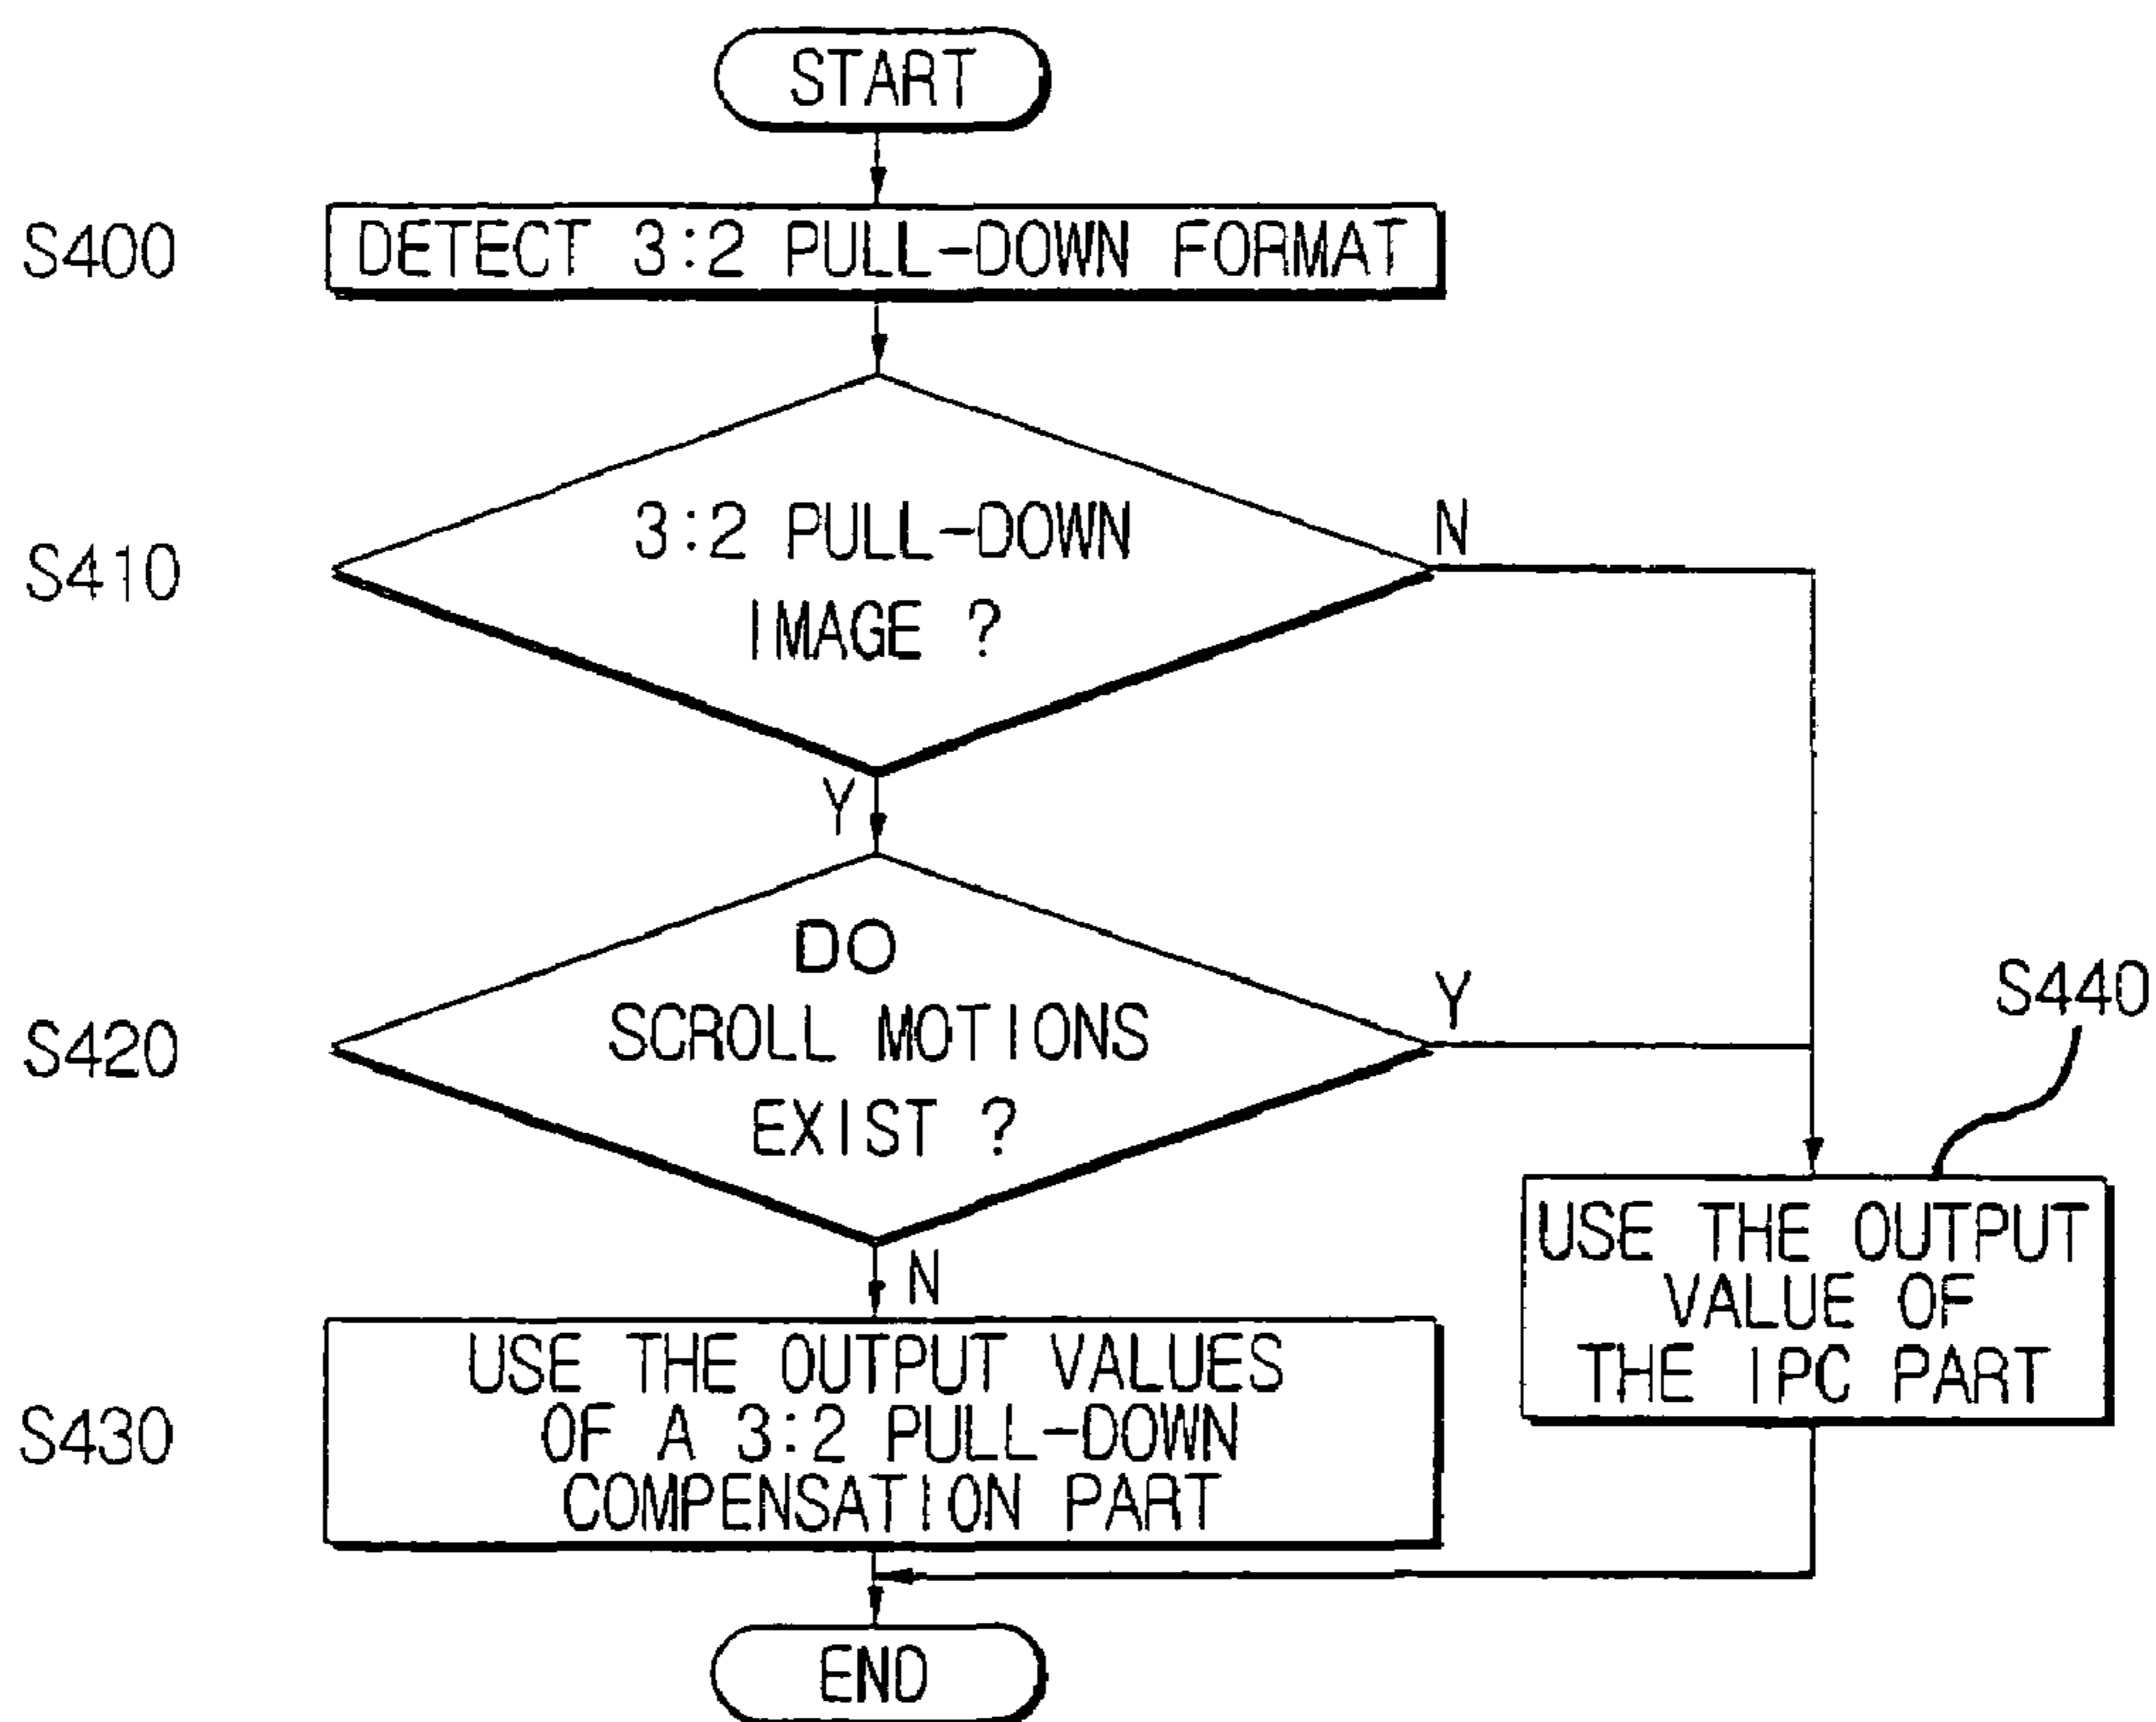 START
S400
DETECT 3:2 PULL-DOWN FORMAT
S410
3:2 PULL-DOWN
IMAGE ?
N
Y
S420
DO
SCROLL MOTIONS
EXIST ?
Y
S440
N
USE THE OUTPUT
VALUE OF
THE IPC PART
S430
USE THE OUTPUT VALUES
OF A 3:2 PULL-DOWN
COMPENSATION PART
END